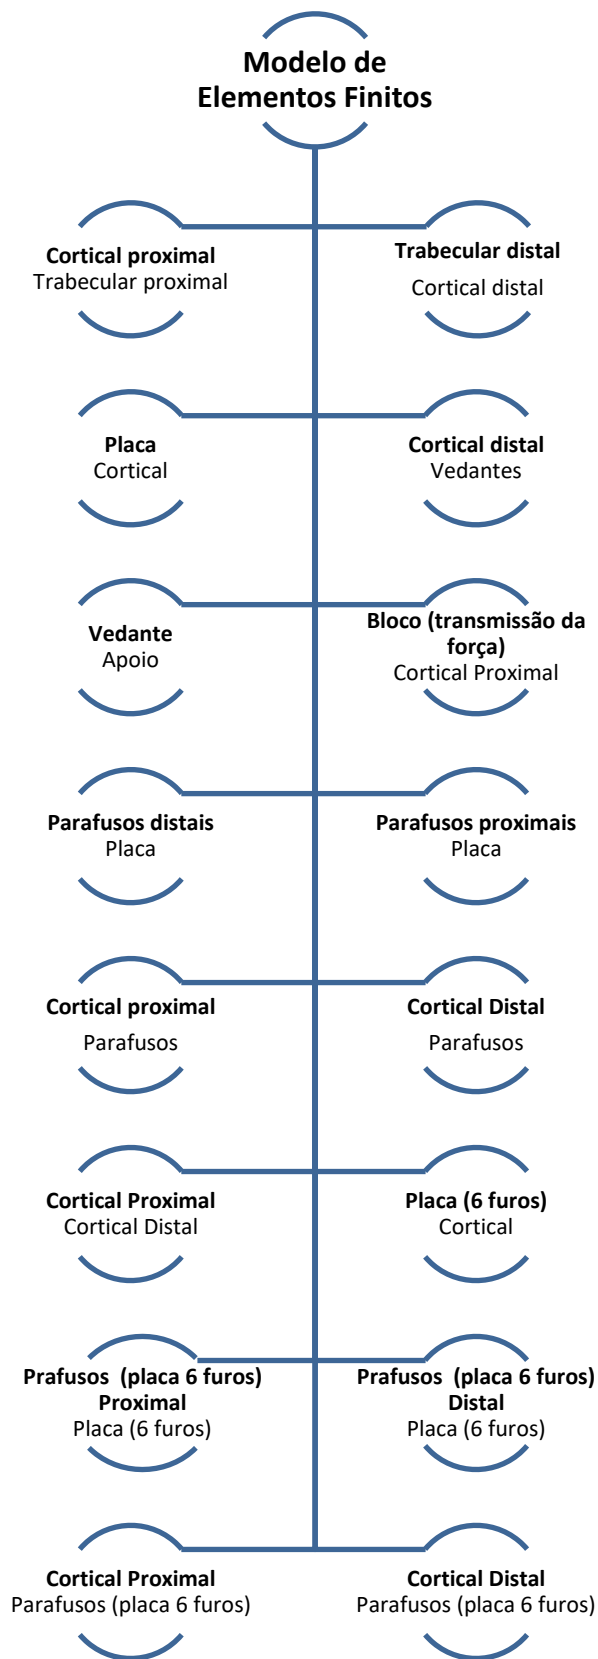 Modelo de
Elementos Finitos
Cortical proximal
Trabecular proximal
Trabecular distal
Cortical distal
Placa
Cortical
Cortical distal
Vedantes
Vedante
Apoio
Bloco (transmissão da
força)
Cortical Proximal
Parafusos distais
Placa
Parafusos proximais
Placa
Cortical proximal
Parafusos
Cortical Distal
Parafusos
Cortical Proximal
Cortical Distal
Placa (6 furos)
Cortical
Prafusos (placa 6 furos)
Proximal
Placa (6 furos)
Prafusos (placa 6 furos)
Distal
Placa (6 furos)
Cortical Proximal
Parafusos (placa 6 furos)
Cortical Distal
Parafusos (placa 6 furos)